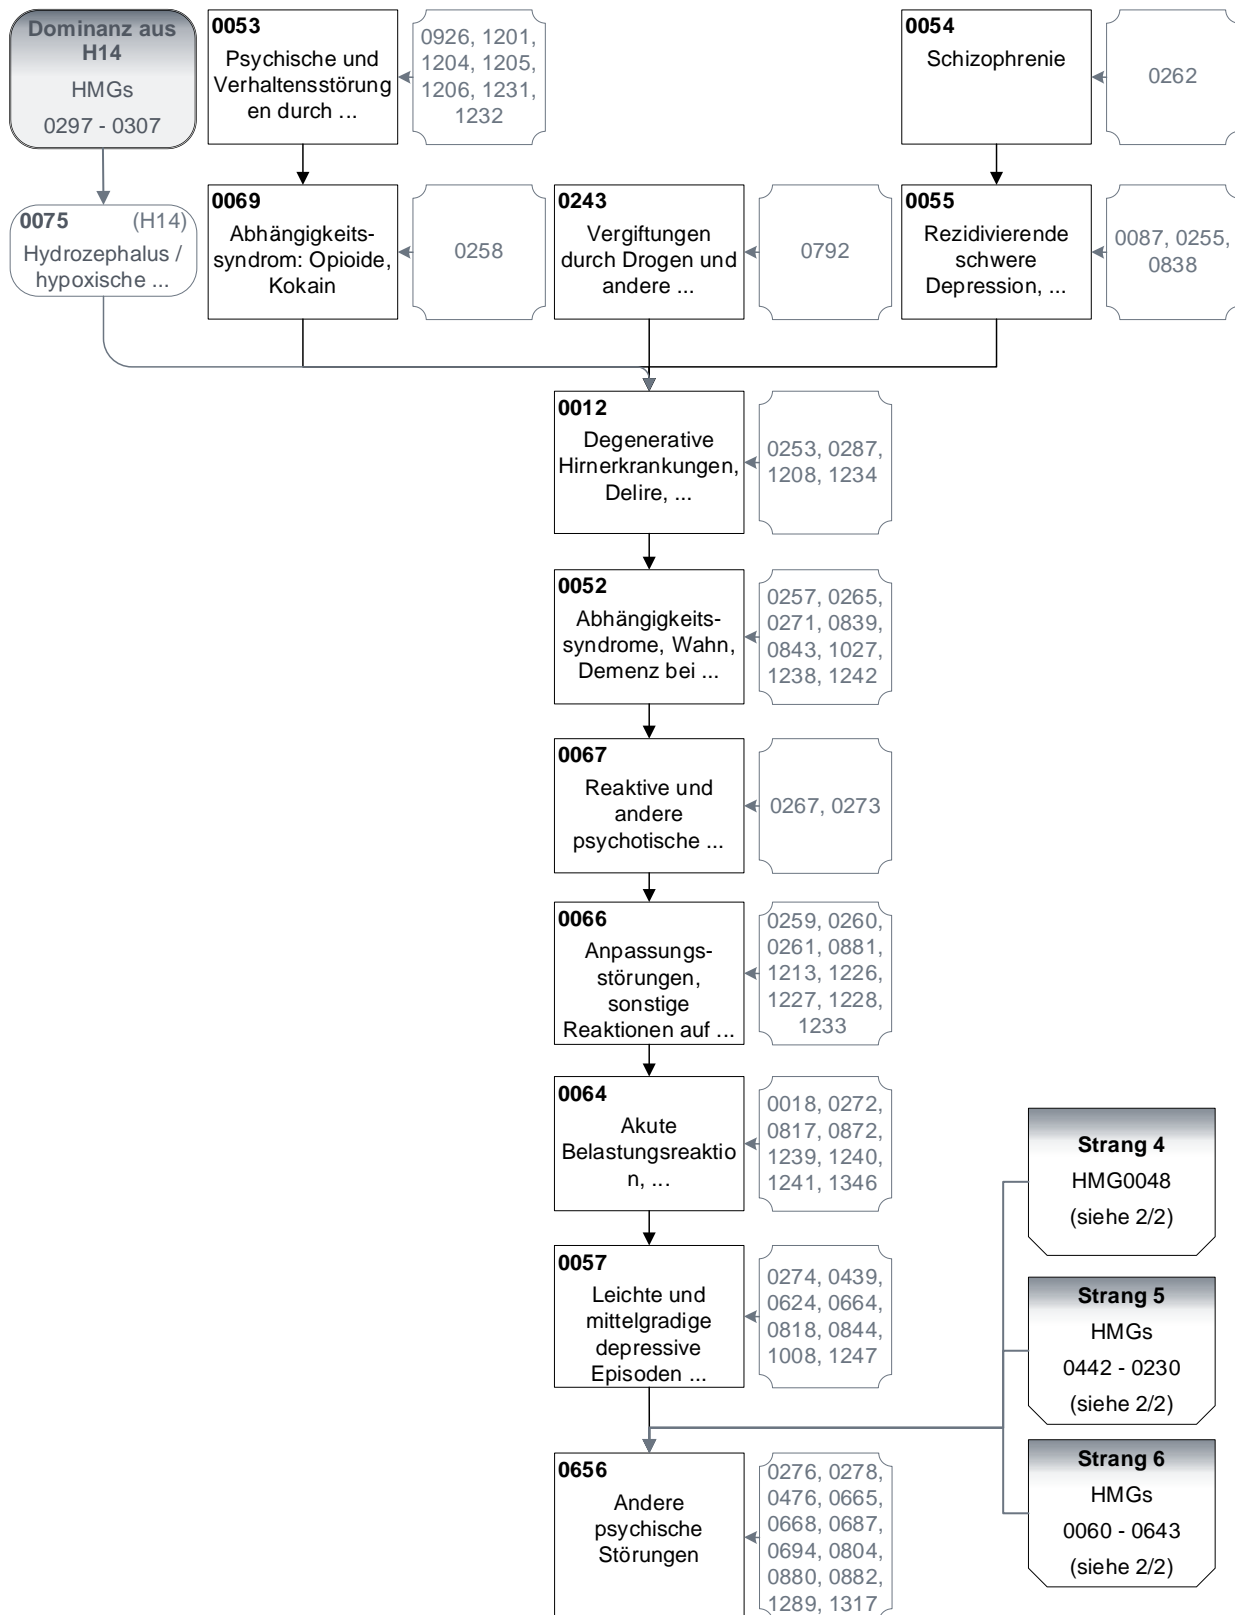 Dominanz aus
H14
HMGs
0297 - 0307
0053
Psychische und
Verhaltensstörung
en durch ...
0926, 1201,
1204, 1205,
1206, 1231,
1232
0054
Schizophrenie
0262
0075 (H14)
Hydrozephalus /
hypoxische ...
0069
Abhängigkeits-
syndrom: Opioide,
Kokain
0258
0243
Vergiftungen
durch Drogen und
andere ...
0792
0055
Rezidivierende
schwere
Depression, ...
0087, 0255,
0838
0012
Degenerative
Hirnerkrankungen,
Delire, ...
0253, 0287,
1208, 1234
0052
Abhängigkeits-
syndrome, Wahn,
Demenz bei ...
0257, 0265,
0271, 0839,
0843, 1027,
1238, 1242
0067
Reaktive und
andere
psychotische ...
0267, 0273
0066
Anpassungs-
störungen,
sonstige
Reaktionen auf ...
0259, 0260,
0261, 0881,
1213, 1226,
1227, 1228,
1233
0064
Akute
Belastungsreaktio
n, ...
0018, 0272,
0817, 0872,
1239, 1240,
1241, 1346
Strang 4
HMG0048
(siehe 2/2)
0057
Leichte und
mittelgradige
depressive
Episoden ...
0274, 0439,
0624, 0664,
0818, 0844,
1008, 1247
Strang 5
HMGs
0442 - 0230
(siehe 2/2)
0656
Andere
psychische
Störungen
0276, 0278,
0476, 0665,
0668, 0687,
0694, 0804,
0880, 0882,
1289, 1317
Strang 6
HMGs
0060 - 0643
(siehe 2/2)